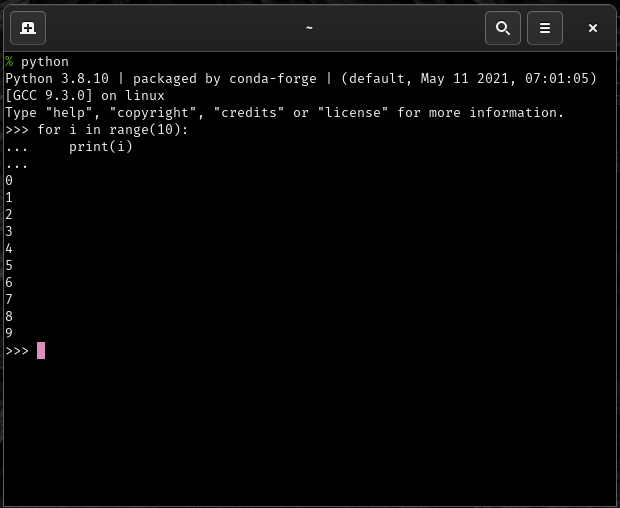 ~
% python
Python 3.8.10 | packaged by conda-forge | (default, May 11 2021, 07:01:05)
[GCC 9.3.0] on linux
Type "help", "copyright", "credits" or "license" for more information.
>>> for i in range(10):
...     print(i)
...
0
1
2
3
4
5
6
7
8
9
>>>